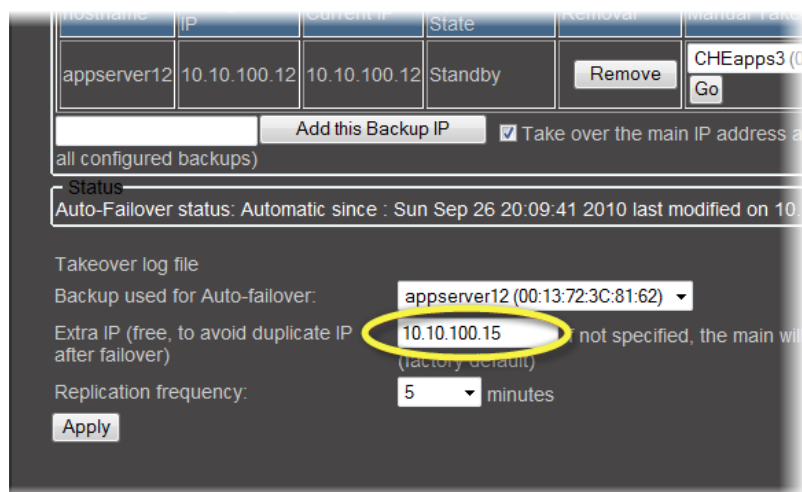 hostname IP Current IP State Removal Manual Take
appserver12 10.10.100.12 10.10.100.12 Standby Remove CHEapps3 (0
Go
Add this Backup IP Take over the main IP address a
all configured backups)
Status
Auto-Failover status: Automatic since : Sun Sep 26 20:09:41 2010 last modified on 10.
Takeover log file
Backup used for Auto-failover: appserver12 (00:13:72:3C:81:62)
Extra IP (free, to avoid duplicate IP 10.10.100.15 If not specified, the main will
after failover) (factory default)
Replication frequency: 5 minutes
Apply